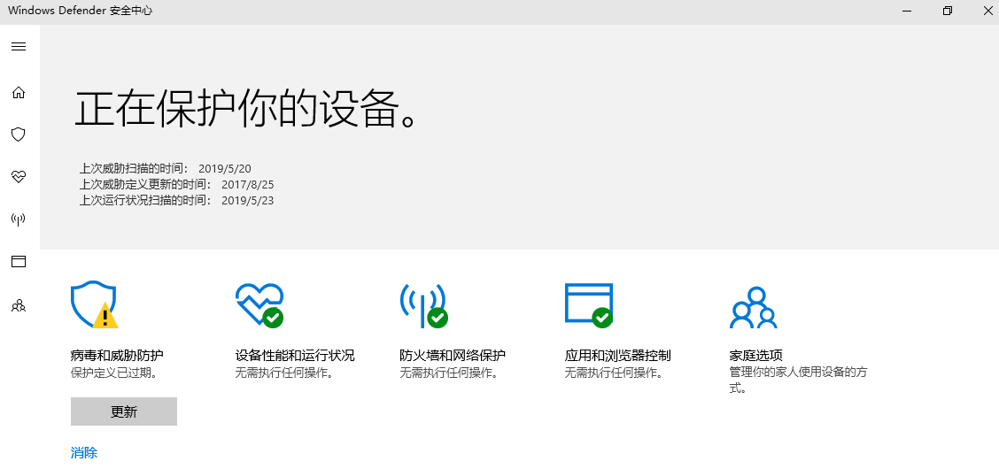 Windows Defender 安全中心
正在保护你的设备。
上次威胁扫描的时间： 2019/5/20
上次威胁定义更新的时间： 2017/8/25
上次运行状况扫描的时间： 2019/5/23
病毒和威胁防护
保护定义已过期。
更新
消除
设备性能和运行状况
无需执行任何操作。
防火墙和网络保护
无需执行任何操作。
应用和浏览器控制
无需执行任何操作。
家庭选项
管理你的家人使用设备的方
式。